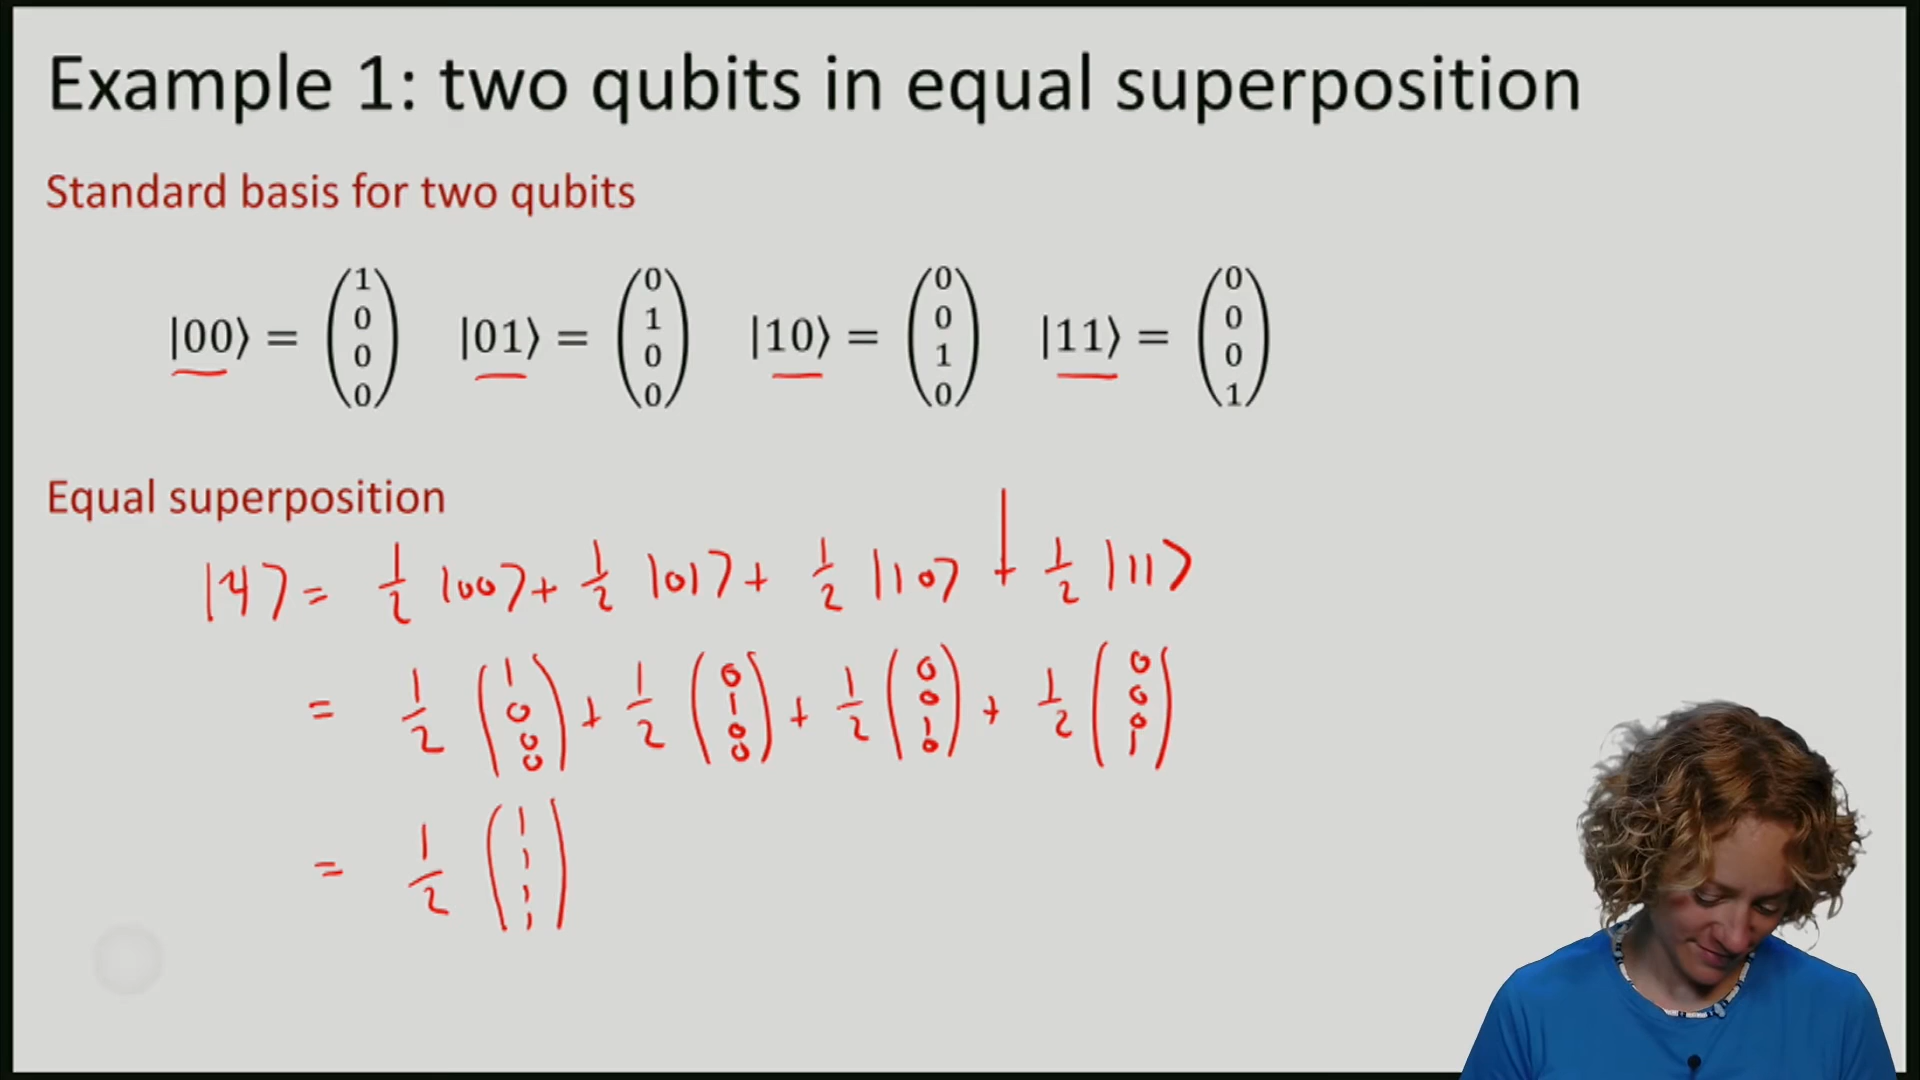 Example 1: two qubits in equal superposition
Standard basis for two qubits
|00⟩ = (1 0 0 0) |01⟩ = (0 1 0 0) |10⟩ = (0 0 1 0) |11⟩ = (0 0 0 1)
Equal superposition
|ψ⟩ = 1/2 |00⟩ + 1/2 |01⟩ + 1/2 |10⟩ + 1/2 |11⟩
= 1/2 (1 0 0 0) + 1/2 (0 1 0 0) + 1/2 (0 0 1 0) + 1/2 (0 0 0 1)
= 1/2 (1 1 1 1)